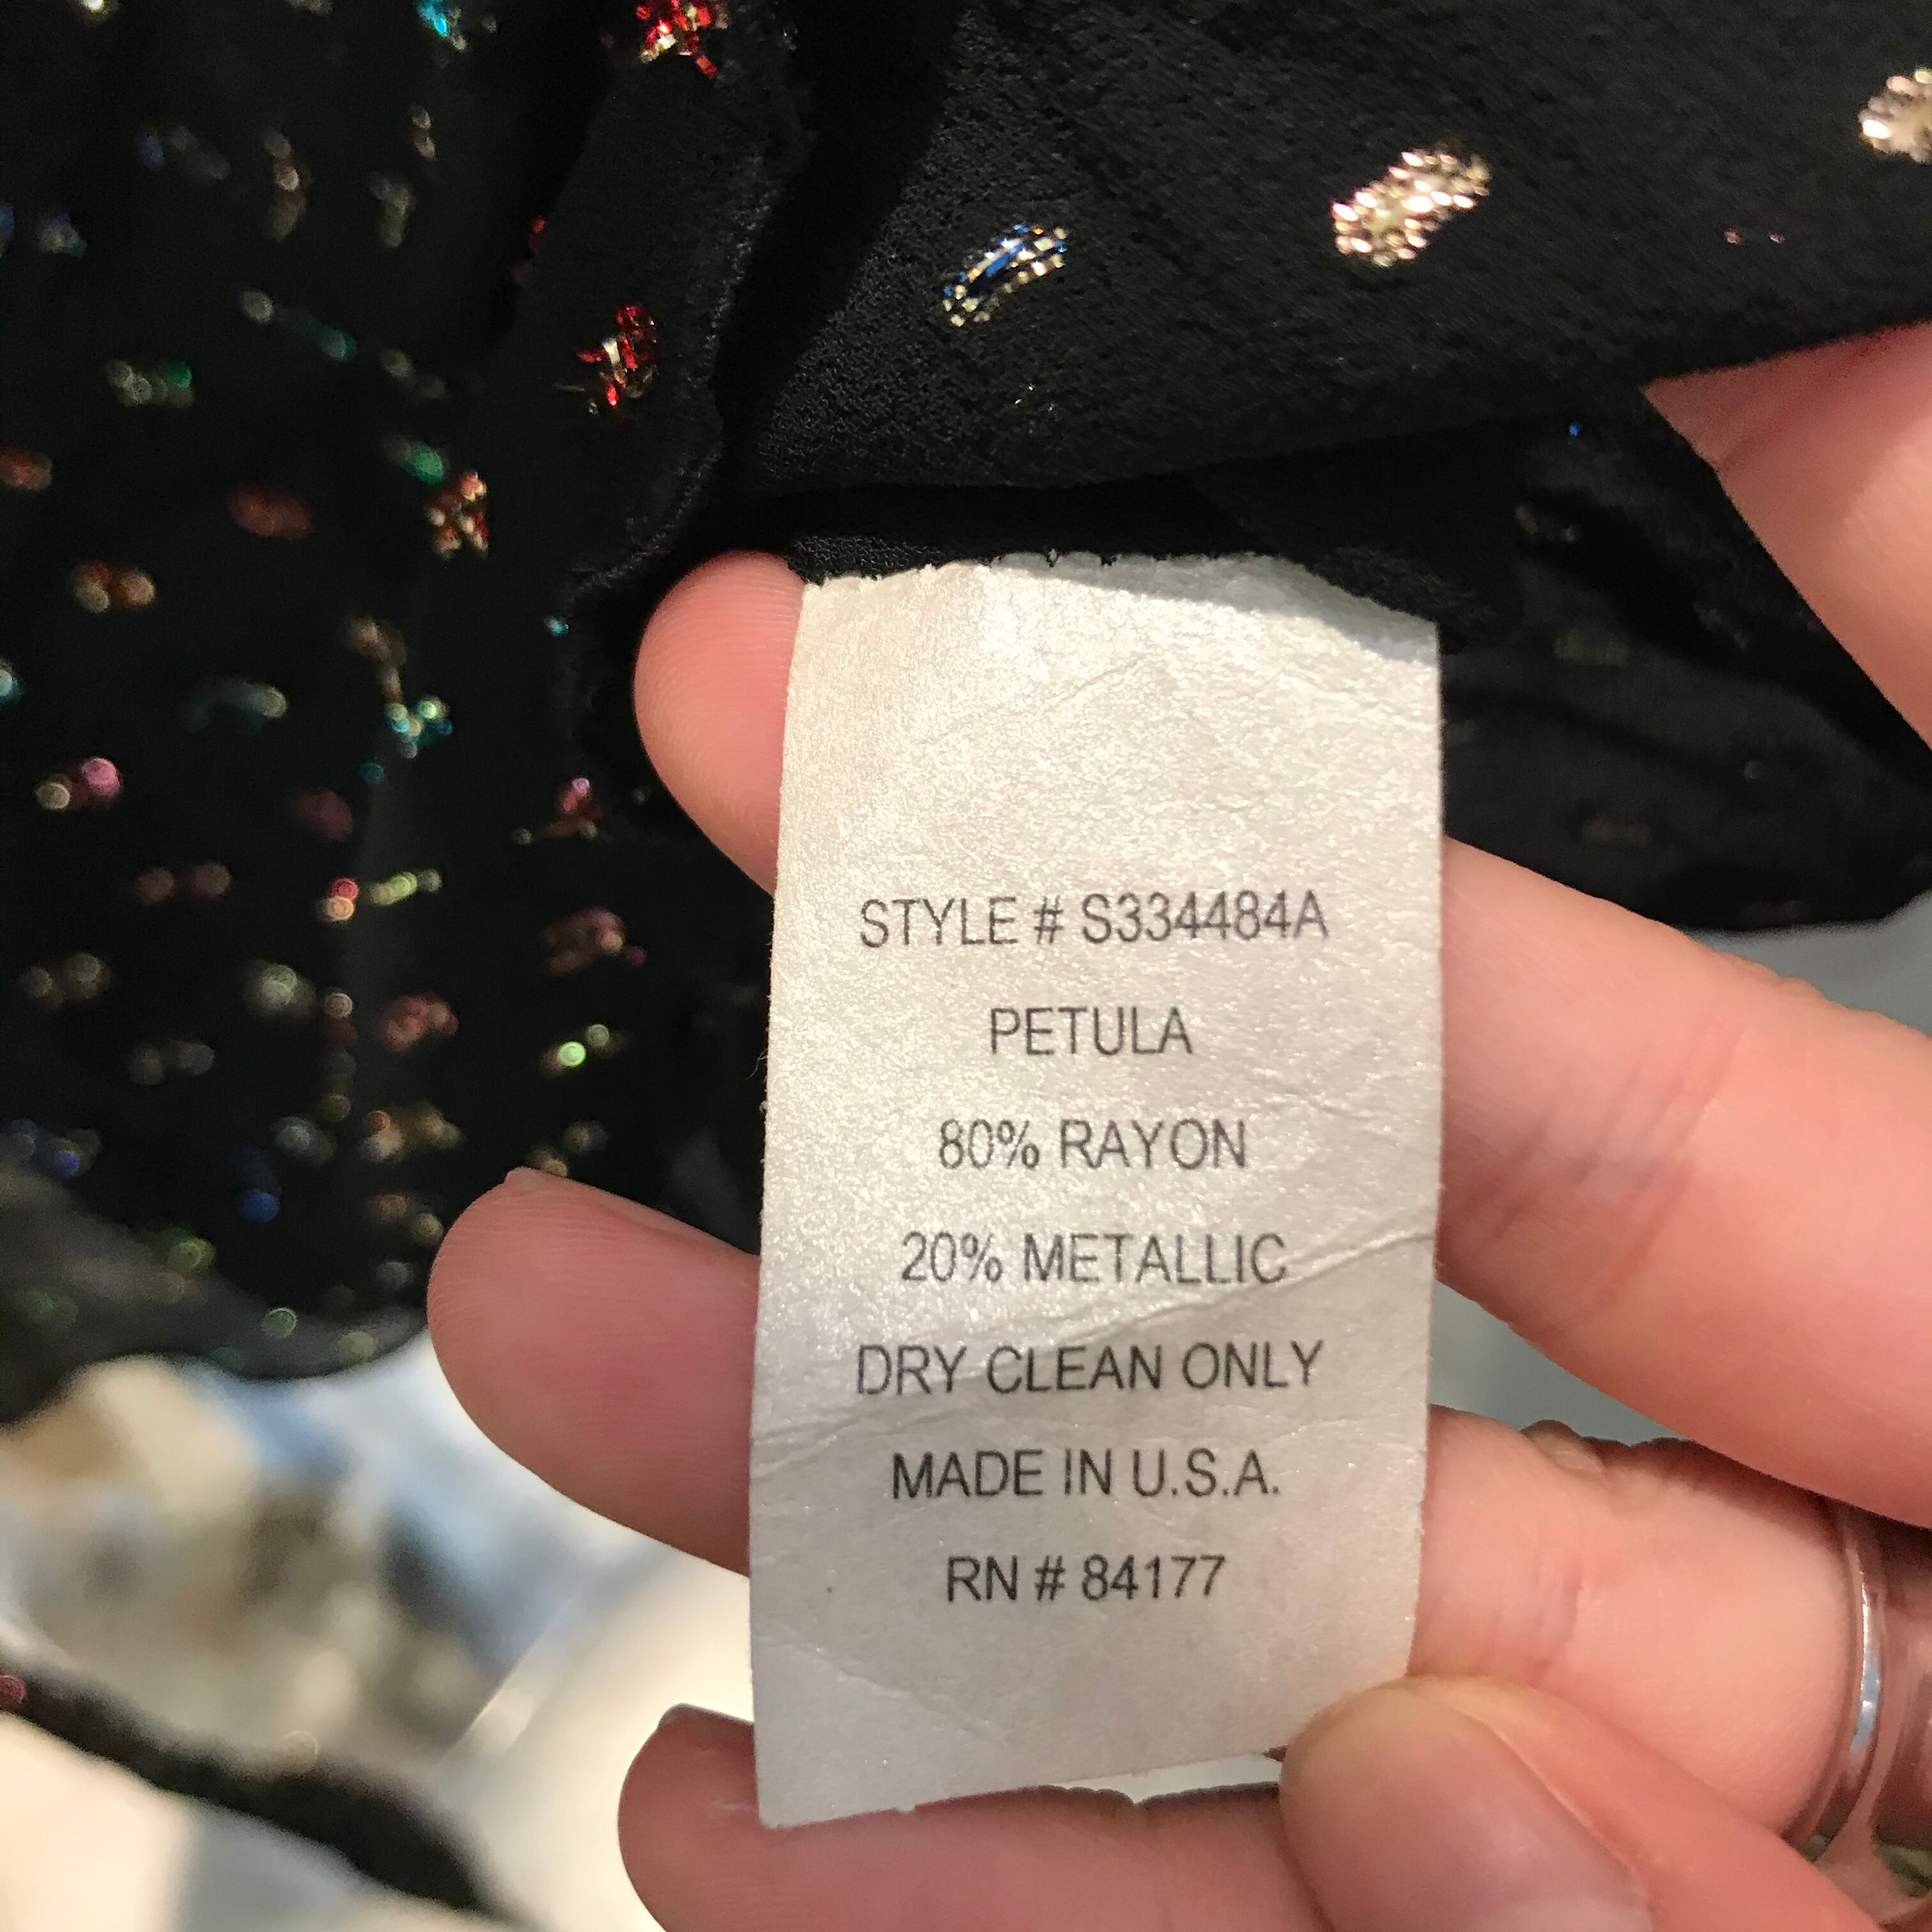 STYLE # S334484A
PETULA
80% RAYON
20% METALLIC
DRY CLEAN ONLY
MADE IN U.S.A.
RN # 84177